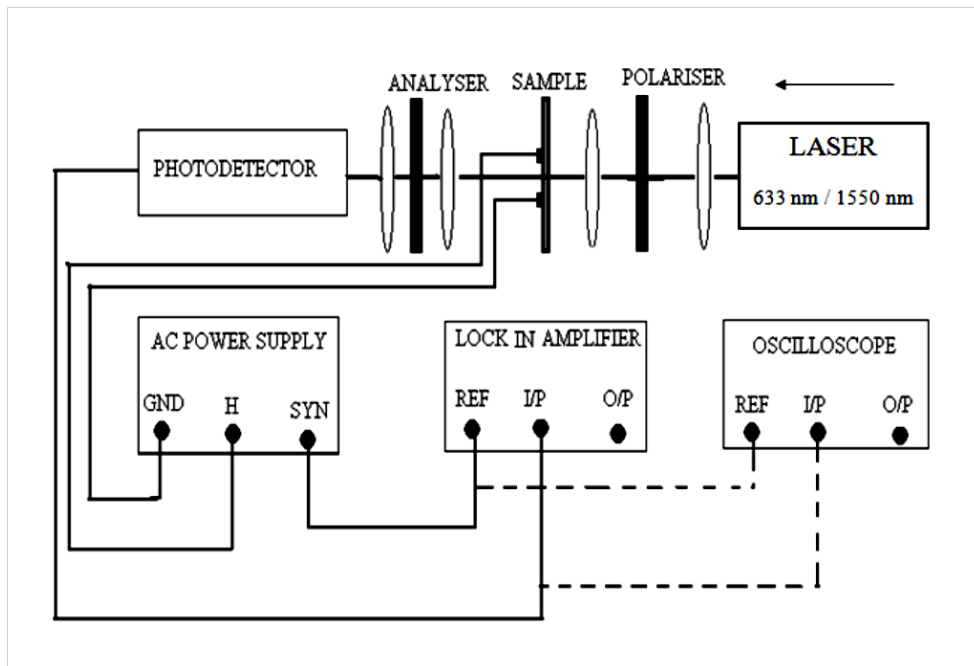 ANALYSER SAMPLE POLARISER
PHOTODETECTOR
LASER
633 nm / 1550 nm
AC POWER SUPPLY
GND H SYN
LOCK IN AMPLIFIER
REF I/P O/P
OSCILLOSCOPE
REF I/P O/P